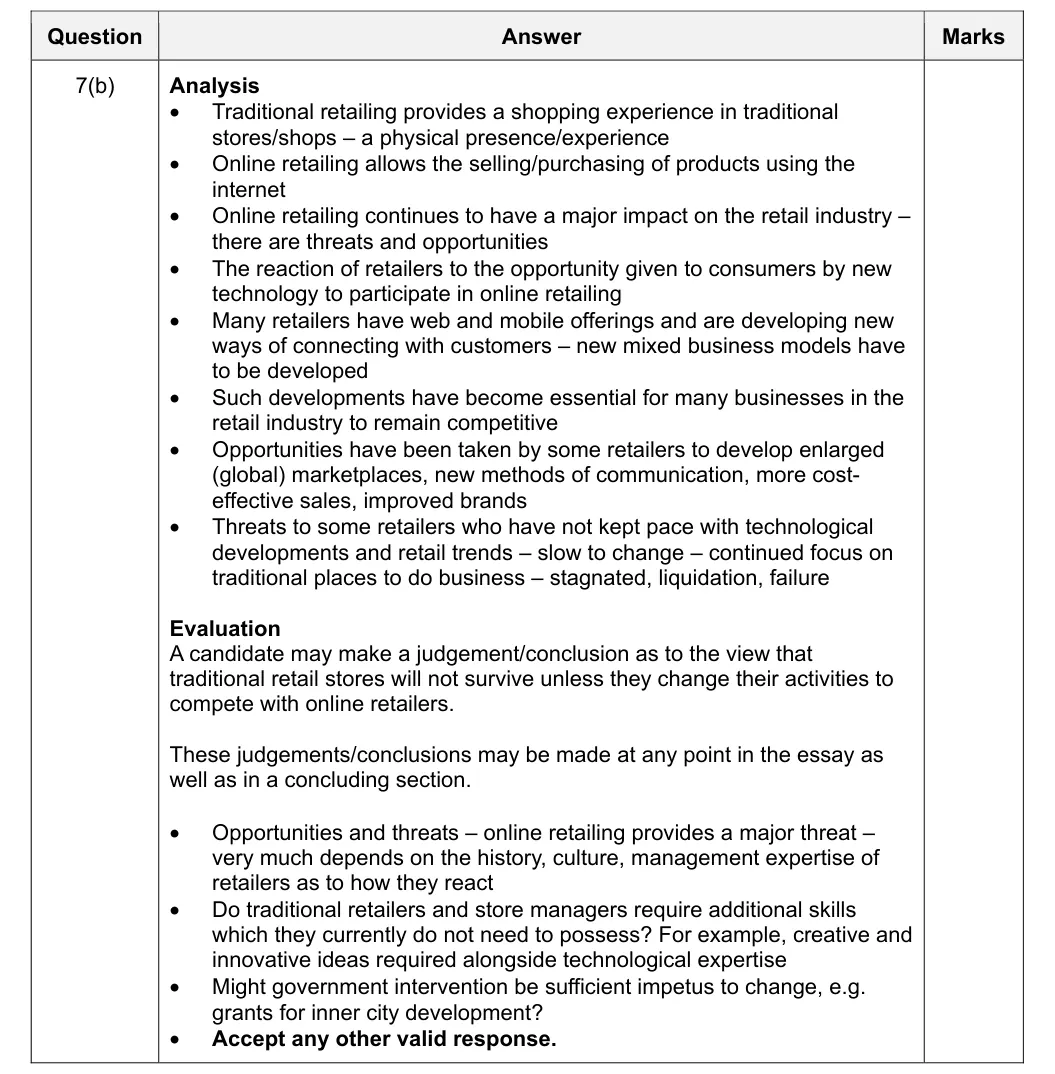 Question Answer Marks
7(b) Analysis
• Traditional retailing provides a shopping experience in traditional
stores/shops – a physical presence/experience
• Online retailing allows the selling/purchasing of products using the
internet
• Online retailing continues to have a major impact on the retail industry –
there are threats and opportunities
• The reaction of retailers to the opportunity given to consumers by new
technology to participate in online retailing
• Many retailers have web and mobile offerings and are developing new
ways of connecting with customers – new mixed business models have
to be developed
• Such developments have become essential for many businesses in the
retail industry to remain competitive
• Opportunities have been taken by some retailers to develop enlarged
(global) marketplaces, new methods of communication, more cost-
effective sales, improved brands
• Threats to some retailers who have not kept pace with technological
developments and retail trends – slow to change – continued focus on
traditional places to do business – stagnated, liquidation, failure
Evaluation
A candidate may make a judgement/conclusion as to the view that
traditional retail stores will not survive unless they change their activities to
compete with online retailers.
These judgements/conclusions may be made at any point in the essay as
well as in a concluding section.
• Opportunities and threats – online retailing provides a major threat –
very much depends on the history, culture, management expertise of
retailers as to how they react
• Do traditional retailers and store managers require additional skills
which they currently do not need to possess? For example, creative and
innovative ideas required alongside technological expertise
• Might government intervention be sufficient impetus to change, e.g.
grants for inner city development?
• Accept any other valid response.